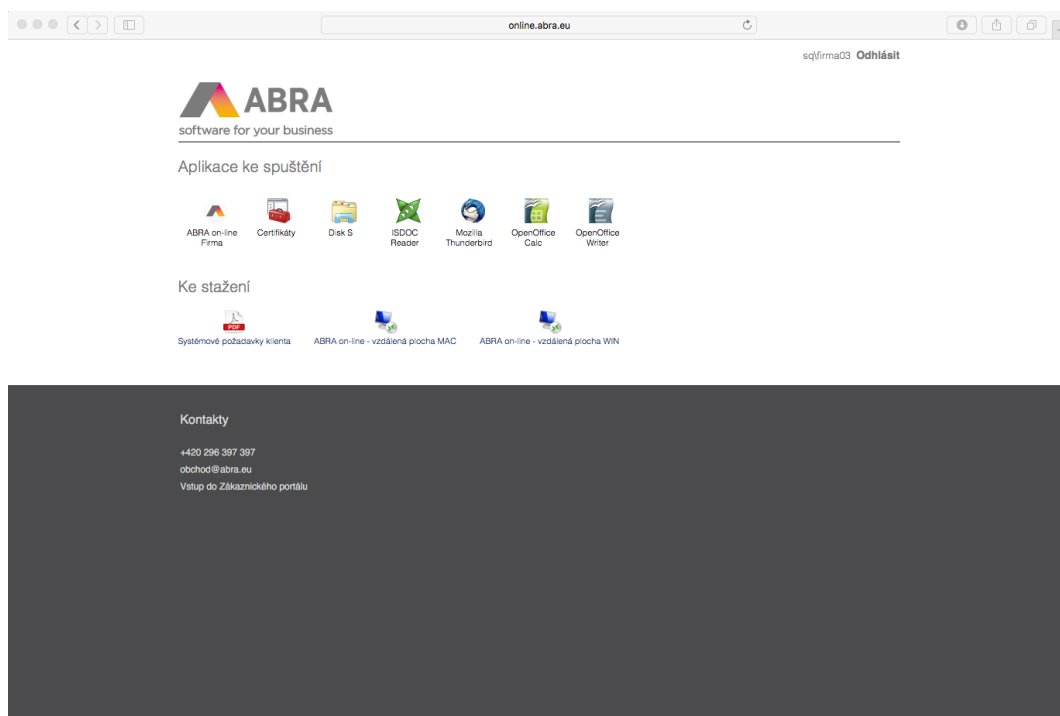 online.abra.eu
sq\firma03 Odhlásit
ABRA
software for your business
Aplikace ke spuštění
ABRA on-line Firma
Certifikáty
Disk S
ISDOC Reader
Mozilla Thunderbird
OpenOffice Calc
OpenOffice Writer
Ke stažení
PDF
Systémové požadavky klienta
ABRA on-line - vzdálená plocha MAC
ABRA on-line - vzdálená plocha WIN
Kontakty
+420 296 397 397
obchod@abra.eu
Vstup do Zákaznického portálu